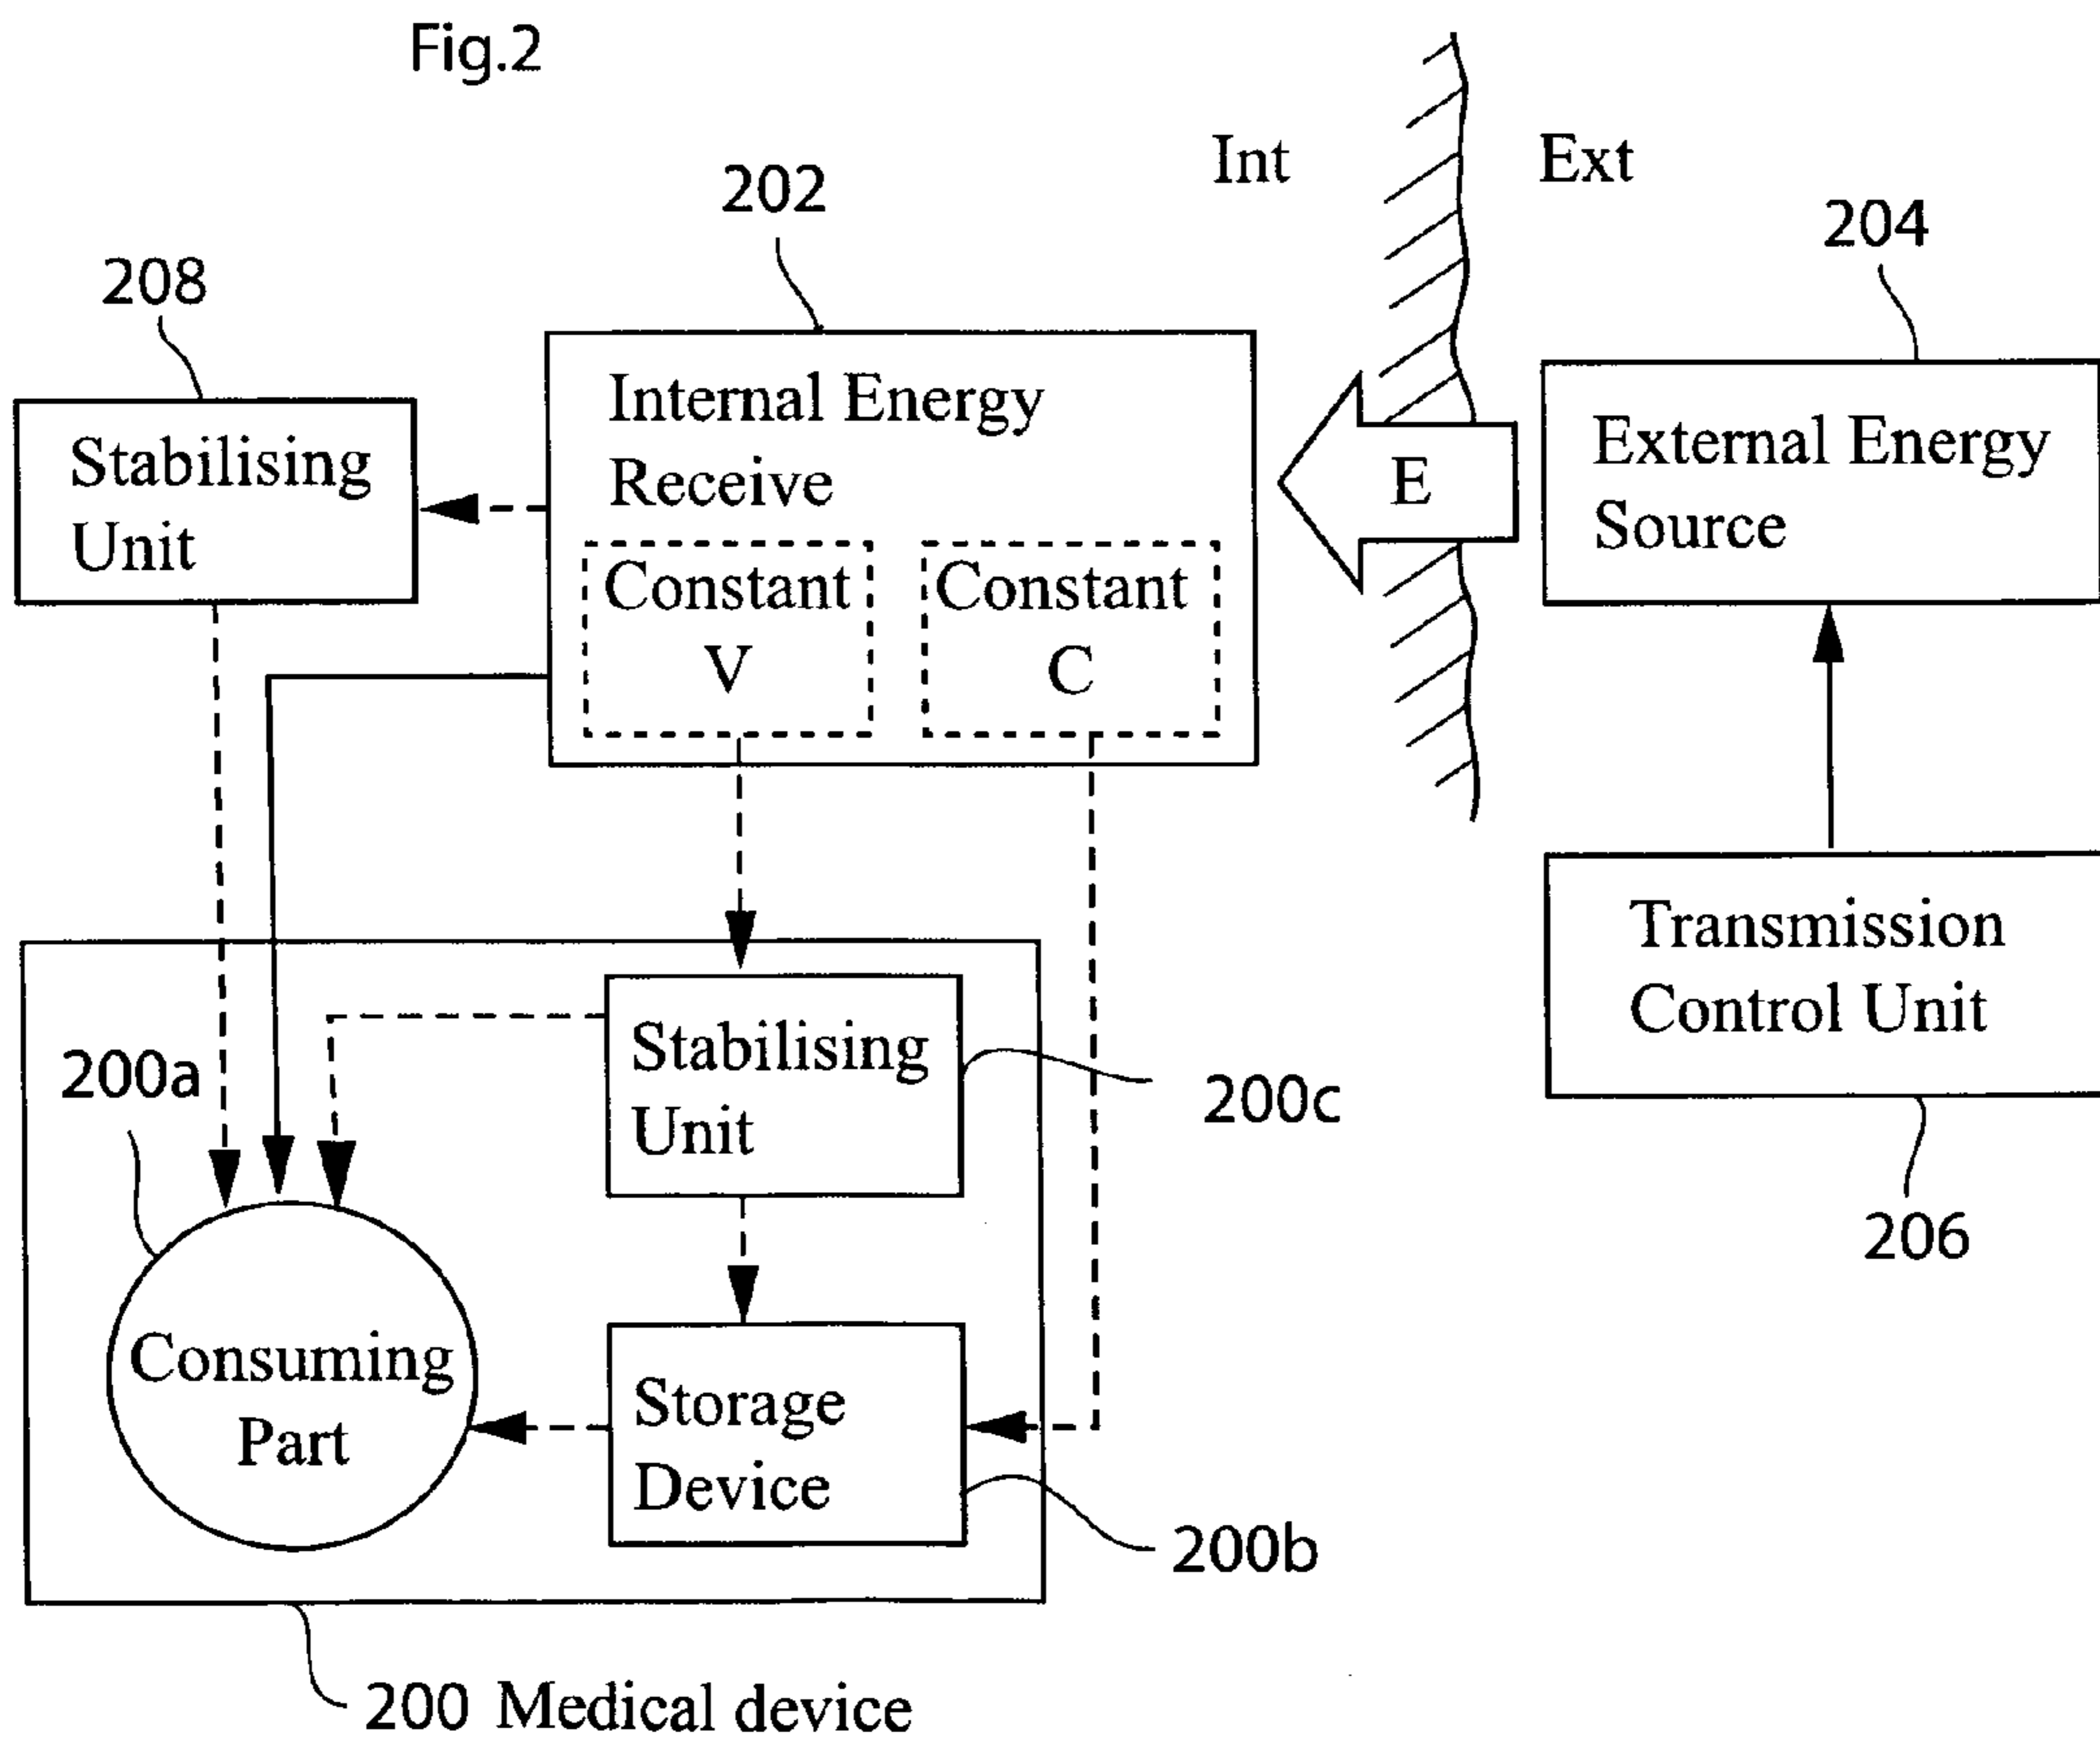 Fig.2
Int
Ext
202
204
208
Internal Energy
Receive
Constant
V
Constant
C
E
External Energy
Source
Stabilising
Unit
Transmission
Control Unit
206
200a
Stabilising
Unit
200c
Consuming
Part
Storage
Device
200b
200 Medical device